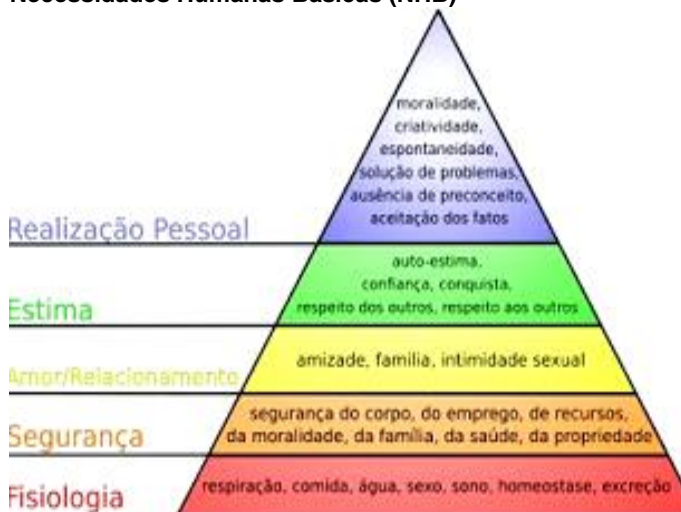 Necessidades Humanas Básicas (NHB)
moralidade,
criatividade,
espontaneidade,
solução de problemas,
ausência de preconceito,
aceitação dos fatos
Realização Pessoal
auto-estima,
confiança, conquista,
respeito dos outros, respeito aos outros
Estima
amizade, família, intimidade sexual
Amor/Relacionamento
segurança do corpo, do emprego, de recursos,
da moralidade, da família, da saúde, da propriedade
Segurança
respiração, comida, água, sexo, sono, homeostase, excreção
Fisiologia